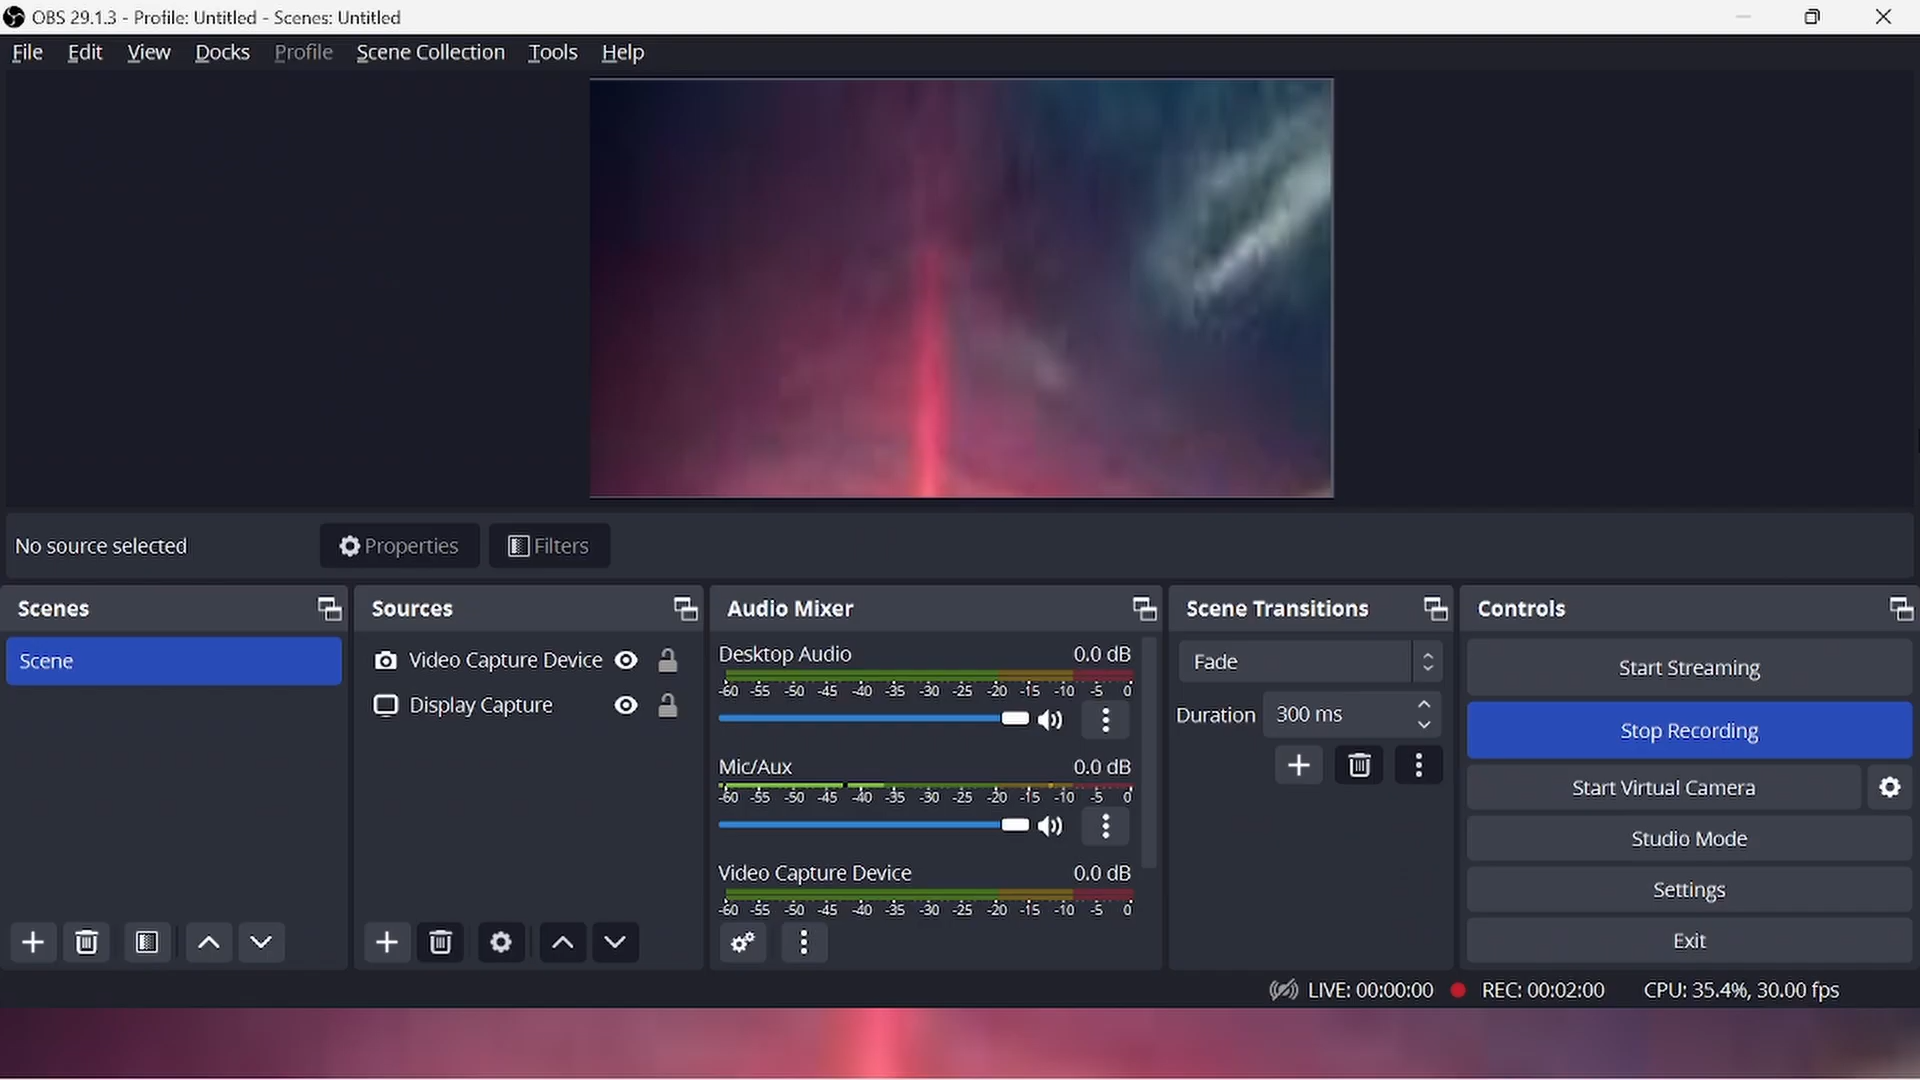 OBS 29.1.3 - Profile: Untitled - Scenes: Untitled
File Edit View Docks Profile Scene Collection Tools Help
No source selected Properties Filters
Scenes
Scene
Sources
Video Capture Device
Display Capture
Audio Mixer
Desktop Audio 0.0 dB
-60 -55 -50 -45 -40 -35 -30 -25 -20 -15 -10 -5 0
Mic/Aux 0.0 dB
-60 -55 -50 -45 -40 -35 -30 -25 -20 -15 -10 -5 0
Video Capture Device 0.0 dB
-60 -55 -50 -45 -40 -35 -30 -25 -20 -15 -10 -5 0
Scene Transitions
Fade
Duration 300 ms
Controls
Start Streaming
Stop Recording
Start Virtual Camera
Studio Mode
Settings
Exit
LIVE: 00:00:00 REC: 00:02:00 CPU: 35.4%, 30.00 fps